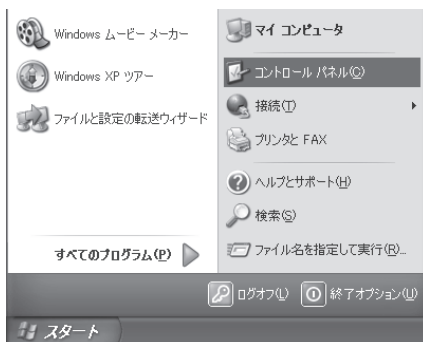 Windows ムービー メーカー
Windows XP ツアー
ファイルと設定の転送ウィザード
すべてのプログラム(P)
マイ コンピュータ
コントロール パネル(C)
接続(T)
プリンタと FAX
ヘルプとサポート(H)
検索(S)
ファイル名を指定して実行(R)...
ログオフ(L)
終了オプション(U)
スタート